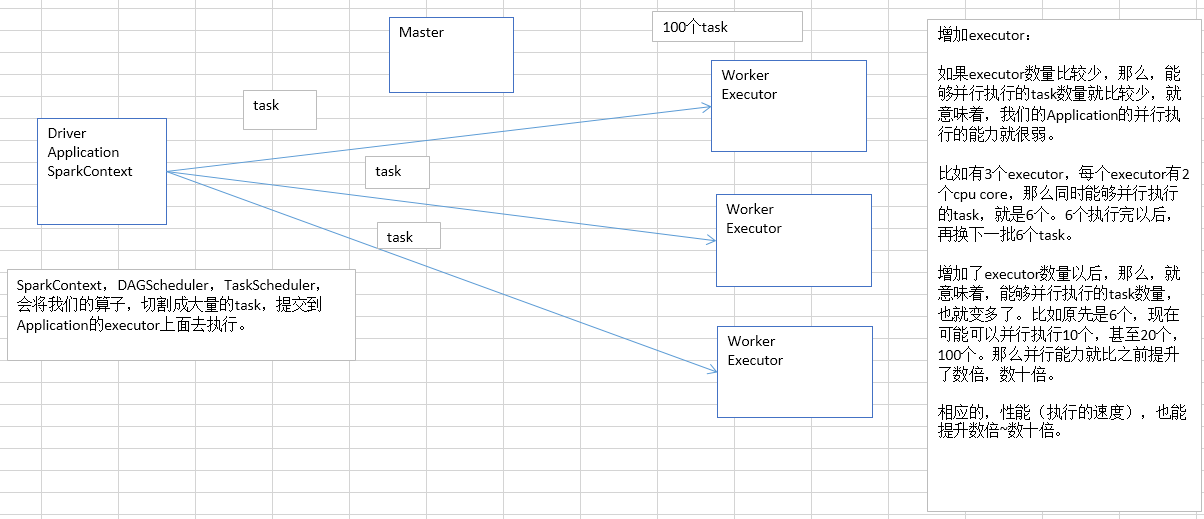 Master
100个task
task
Driver
Application
SparkContext
task
task
Worker
Executor
Worker
Executor
Worker
Executor
SparkContext，DAGScheduler，TaskScheduler，
会将我们的算子，切割成大量的task，提交到
Application的executor上面去执行。
增加executor：
如果executor数量比较少，那么，能
够并行执行的task数量就比较少，就
意味着，我们的Application的并行执
行的能力就很弱。
比如有3个executor，每个executor有2
个cpu core，那么同时能够并行执行
的task，就是6个。6个执行完以后，
再换下一批6个task。
增加了executor数量以后，那么，就
意味着，能够并行执行的task数量，
也就变多了。比如原先是6个，现在
可能可以并行执行10个，甚至20个，
100个。那么并行能力就比之前提升
了数倍，数十倍。
相应的，性能（执行的速度），也能
提升数倍~数十倍。